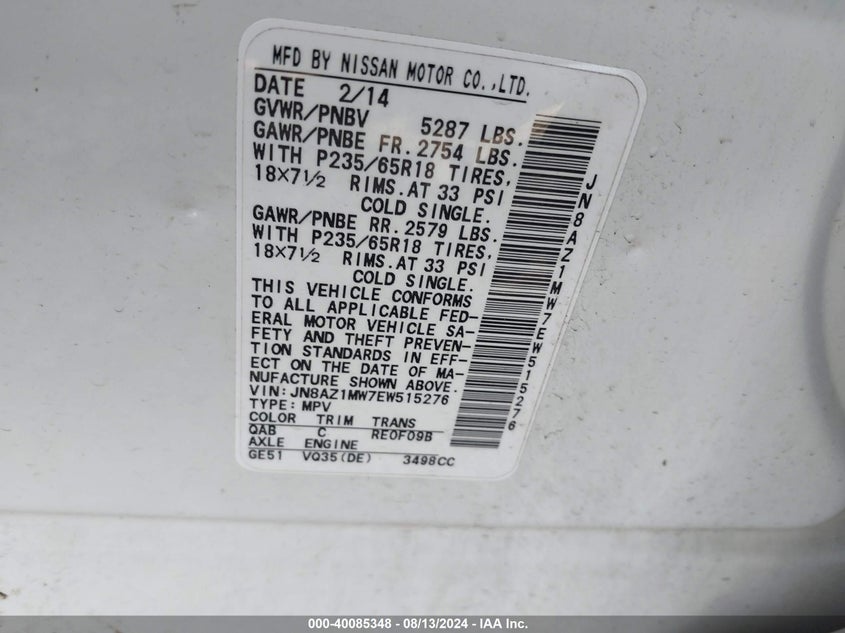 MFD BY NISSAN MOTOR CO.,LTD.
DATE 2/14
GVWR/PNBV 5287 LBS.
GAWR/PNBE FR. 2754 LBS.
WITH P235/65R18 TIRES,
18×7½ RIMS. AT 33 PSI
COLD SINGLE.
GAWR/PNBE RR. 2579 LBS.
WITH P235/65R18 TIRES,
18×7½ RIMS. AT 33 PSI
COLD SINGLE.
THIS VEHICLE CONFORMS
TO ALL APPLICABLE FED-
ERAL MOTOR VEHICLE SA-
FETY AND THEFT PREVEN-
TION STANDARDS IN EFF-
ECT ON THE DATE OF MA-
NUFACTURE SHOWN ABOVE.
VIN: JN8AZ1MW7EW515276
TYPE: MPV
COLOR TRIM TRANS
QAB C RE0F09B
AXLE ENGINE
GE51 VQ35(DE) 3498CC
JN8AZ1MW7EW515276
000-40085348 - 08/13/2024 - IAA Inc.